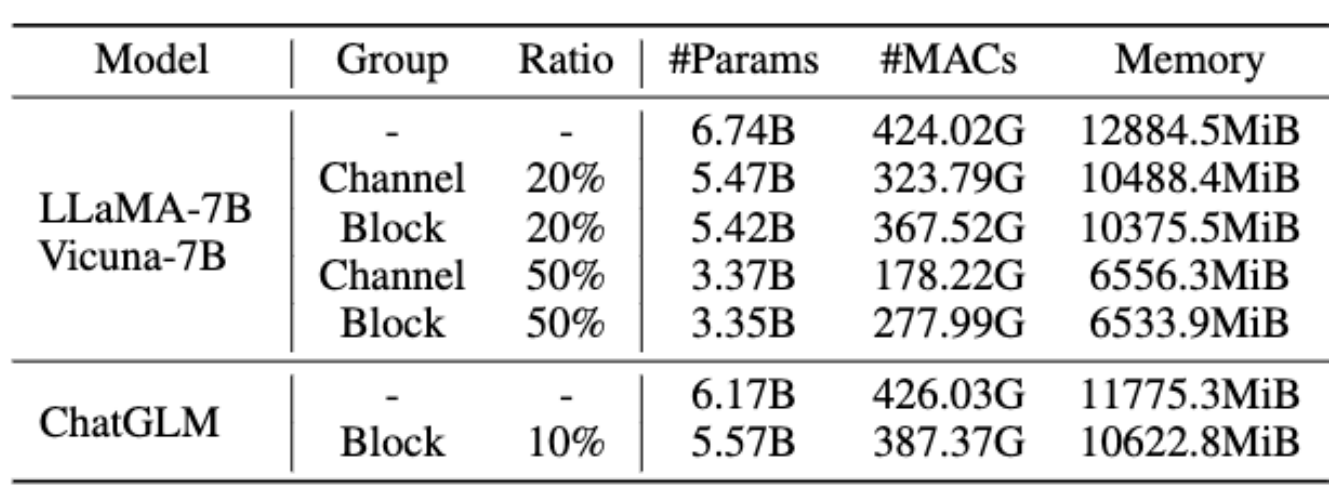 Model Group Ratio #Params #MACs Memory
LLaMA-7B
Vicuna-7B
- - 6.74B 424.02G 12884.5MiB
Channel 20% 5.47B 323.79G 10488.4MiB
Block 20% 5.42B 367.52G 10375.5MiB
Channel 50% 3.37B 178.22G 6556.3MiB
Block 50% 3.35B 277.99G 6533.9MiB
ChatGLM
- - 6.17B 426.03G 11775.3MiB
Block 10% 5.57B 387.37G 10622.8MiB